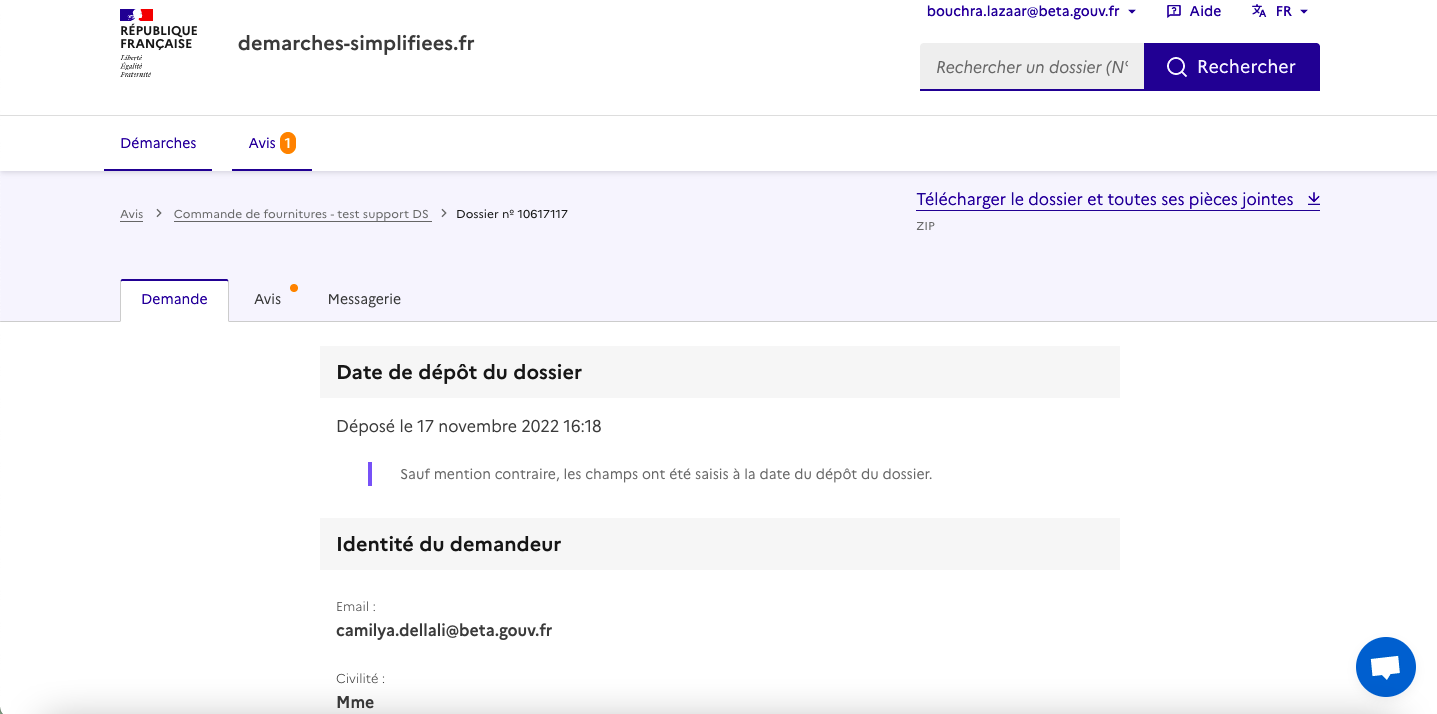 RÉPUBLIQUE
FRANÇAISE
Liberté
Égalité
Fraternité
demarches-simplifiees.fr
bouchra.lazaar@beta.gouv.fr
Aide
FR
Rechercher un dossier (N°
Rechercher
Démarches
Avis 1
Avis > Commande de fournitures - test support DS > Dossier nº 10617117
Télécharger le dossier et toutes ses pièces jointes
ZIP
Demande
Avis
Messagerie
Date de dépôt du dossier
Déposé le 17 novembre 2022 16:18
Sauf mention contraire, les champs ont été saisis à la date du dépôt du dossier.
Identité du demandeur
Email :
camilya.dellali@beta.gouv.fr
Civilité :
Mme